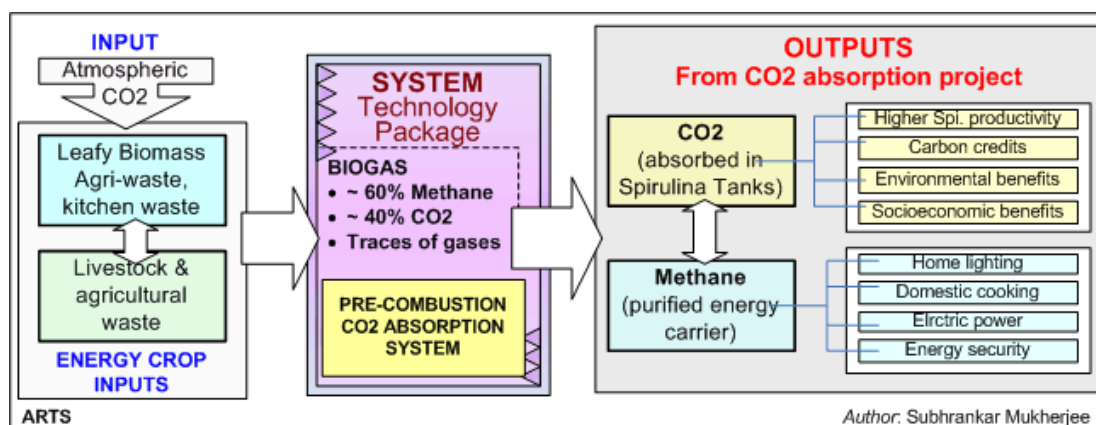 INPUT
Atmospheric
CO2
Leafy Biomass
Agri-waste,
kitchen waste
Livestock &
agricultural
waste
ENERGY CROP
INPUTS
ARTS
SYSTEM
Technology
Package
BIOGAS
• ~ 60% Methane
• ~ 40% CO2
• Traces of gases
PRE-COMBUSTION
CO2 ABSORPTION
SYSTEM
OUTPUTS
From CO2 absorption project
CO2
(absorbed in
Spirulina Tanks)
Higher Spi. productivity
Carbon credits
Environmental benefits
Socioeconomic benefits
Methane
(purified energy
carrier)
Home lighting
Domestic cooking
Elrctric power
Energy security
Author: Subhrankar Mukherjee